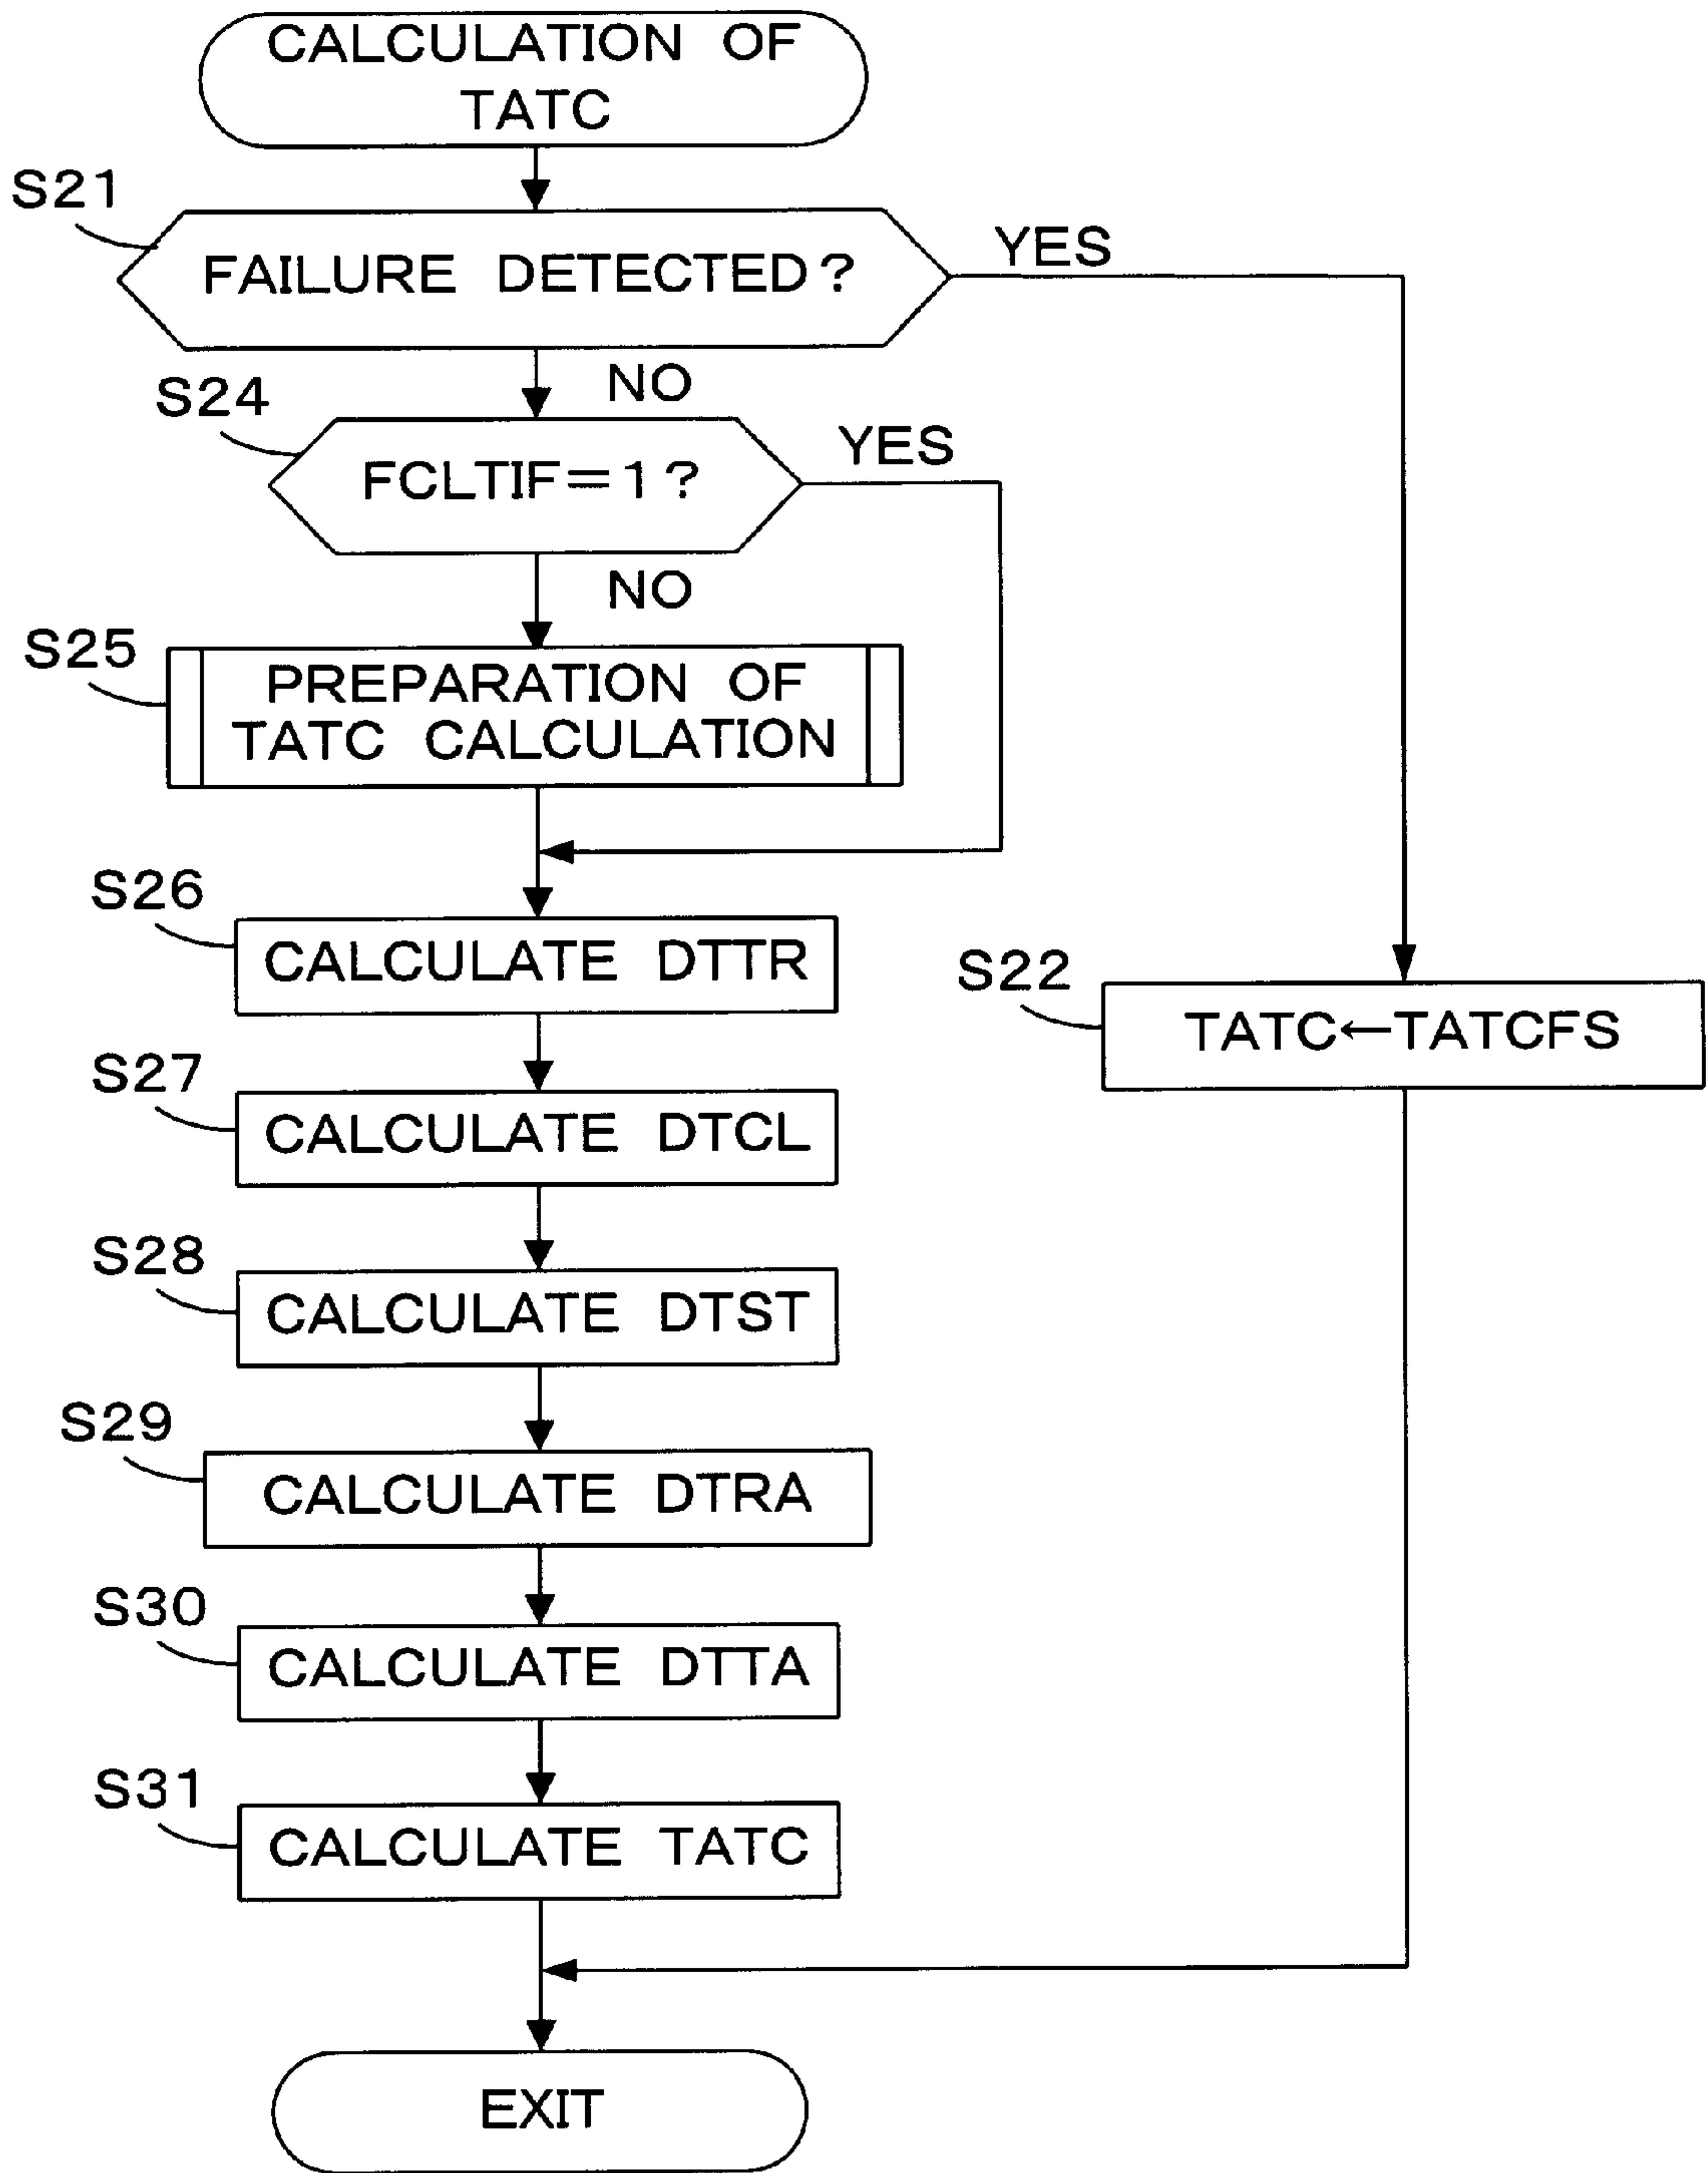 CALCULATION OF
TATC
S21
FAILURE DETECTED?
YES
NO
S24
FCLTIF=1?
YES
NO
S25
PREPARATION OF
TATC CALCULATION
S26
CALCULATE DTTR
S22
TATC←TATCFS
S27
CALCULATE DTCL
S28
CALCULATE DTST
S29
CALCULATE DTRA
S30
CALCULATE DTTA
S31
CALCULATE TATC
EXIT